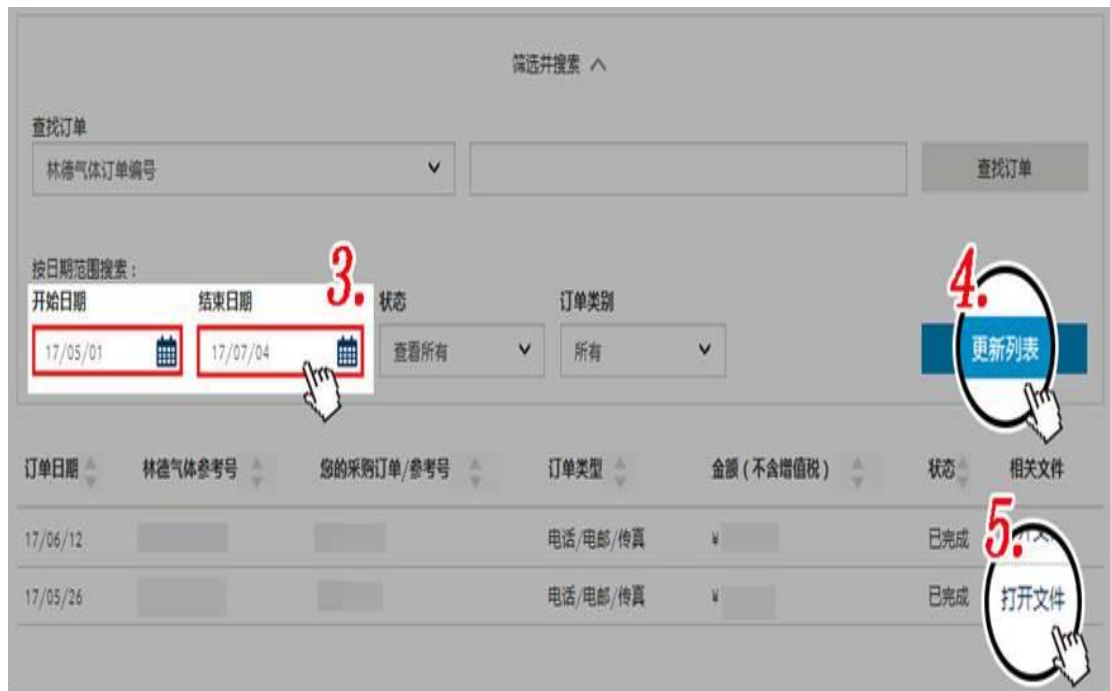 筛选并搜索
查找订单
林德气体订单编号
查找订单
按日期范围搜索：
3.
4.
开始日期 结束日期 状态 订单类别
17/05/01 17/07/04 查看所有 所有 更新列表
订单日期 林德气体参考号 您的采购订单/参考号 订单类型 金额（不含增值税） 状态 相关文件
17/06/12 电话/电邮/传真 ¥ 已完成
5.
17/05/26 电话/电邮/传真 ¥ 已完成 打开文件